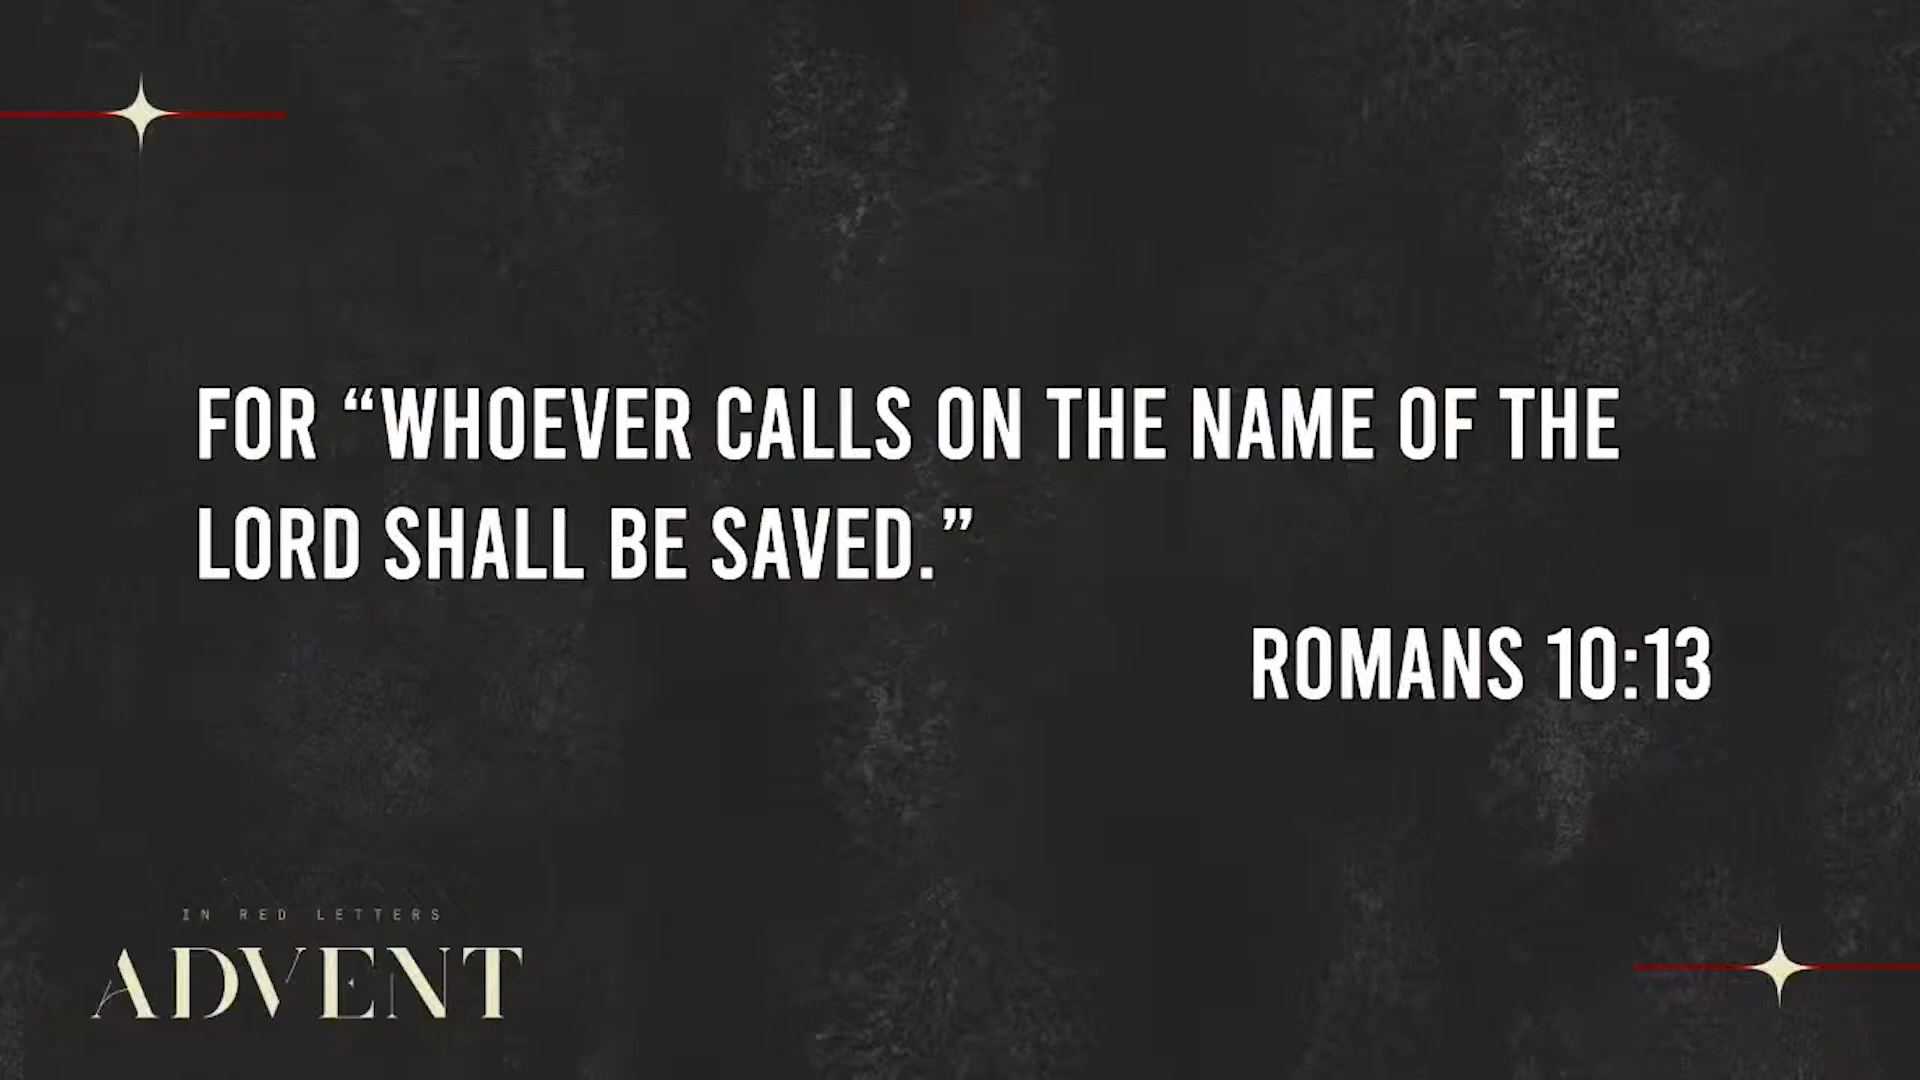 FOR “WHOEVER CALLS ON THE NAME OF THE
LORD SHALL BE SAVED.”
ROMANS 10:13
IN RED LETTERS
ADVENT